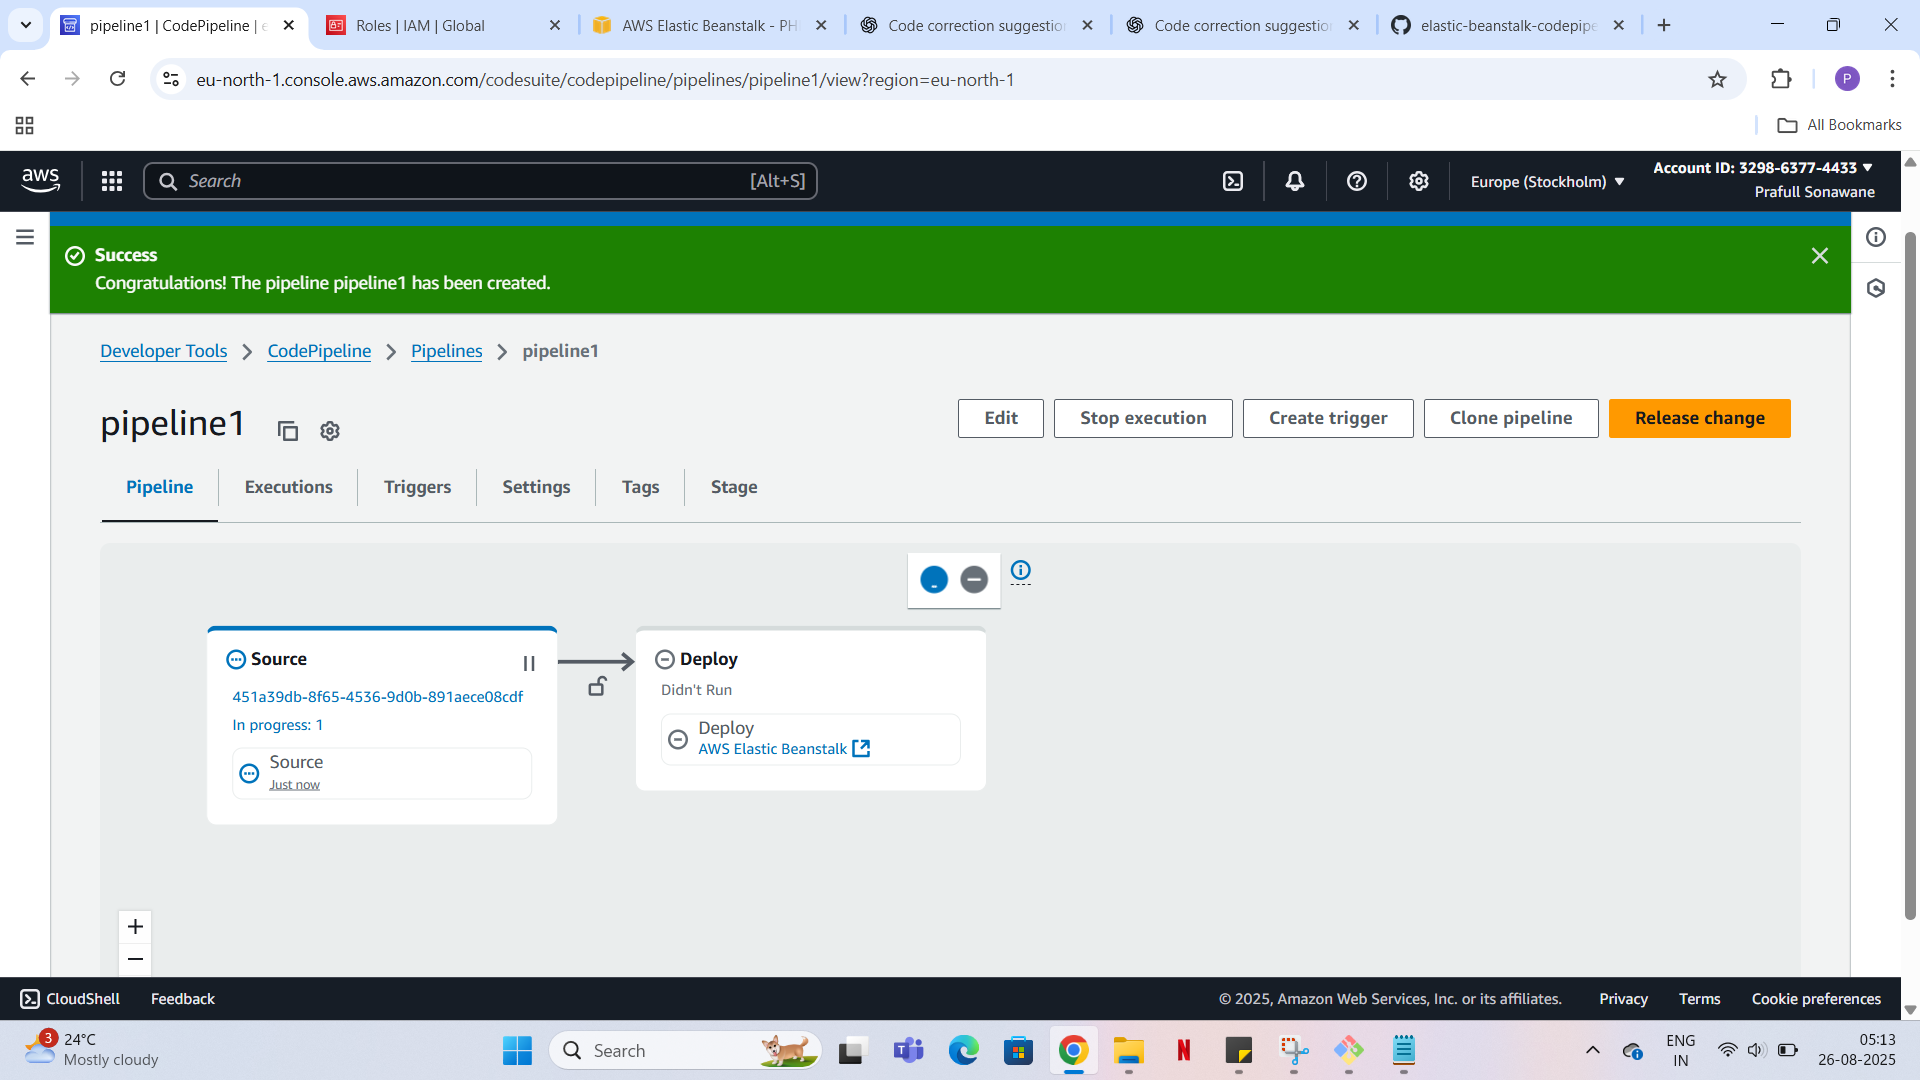 pipeline1 | CodePipeline | e
Roles | IAM | Global
AWS Elastic Beanstalk - PH
Code correction suggestion
Code correction suggestion
elastic-beanstalk-codepipe
eu-north-1.console.aws.amazon.com/codesuite/codepipeline/pipelines/pipeline1/view?region=eu-north-1
P
All Bookmarks
aws
Search
[Alt+S]
Europe (Stockholm)
Account ID: 3298-6377-4433
Prafull Sonawane
Success
Congratulations! The pipeline pipeline1 has been created.
Developer Tools
CodePipeline
Pipelines
pipeline1
pipeline1
Edit
Stop execution
Create trigger
Clone pipeline
Release change
Pipeline
Executions
Triggers
Settings
Tags
Stage
Source
451a39db-8f65-4536-9d0b-891aece08cdf
In progress: 1
Source
Just now
Deploy
Didn't Run
Deploy
AWS Elastic Beanstalk
CloudShell
Feedback
© 2025, Amazon Web Services, Inc. or its affiliates.
Privacy
Terms
Cookie preferences
3
24°C
Mostly cloudy
Search
N
ENG
IN
05:13
26-08-2025